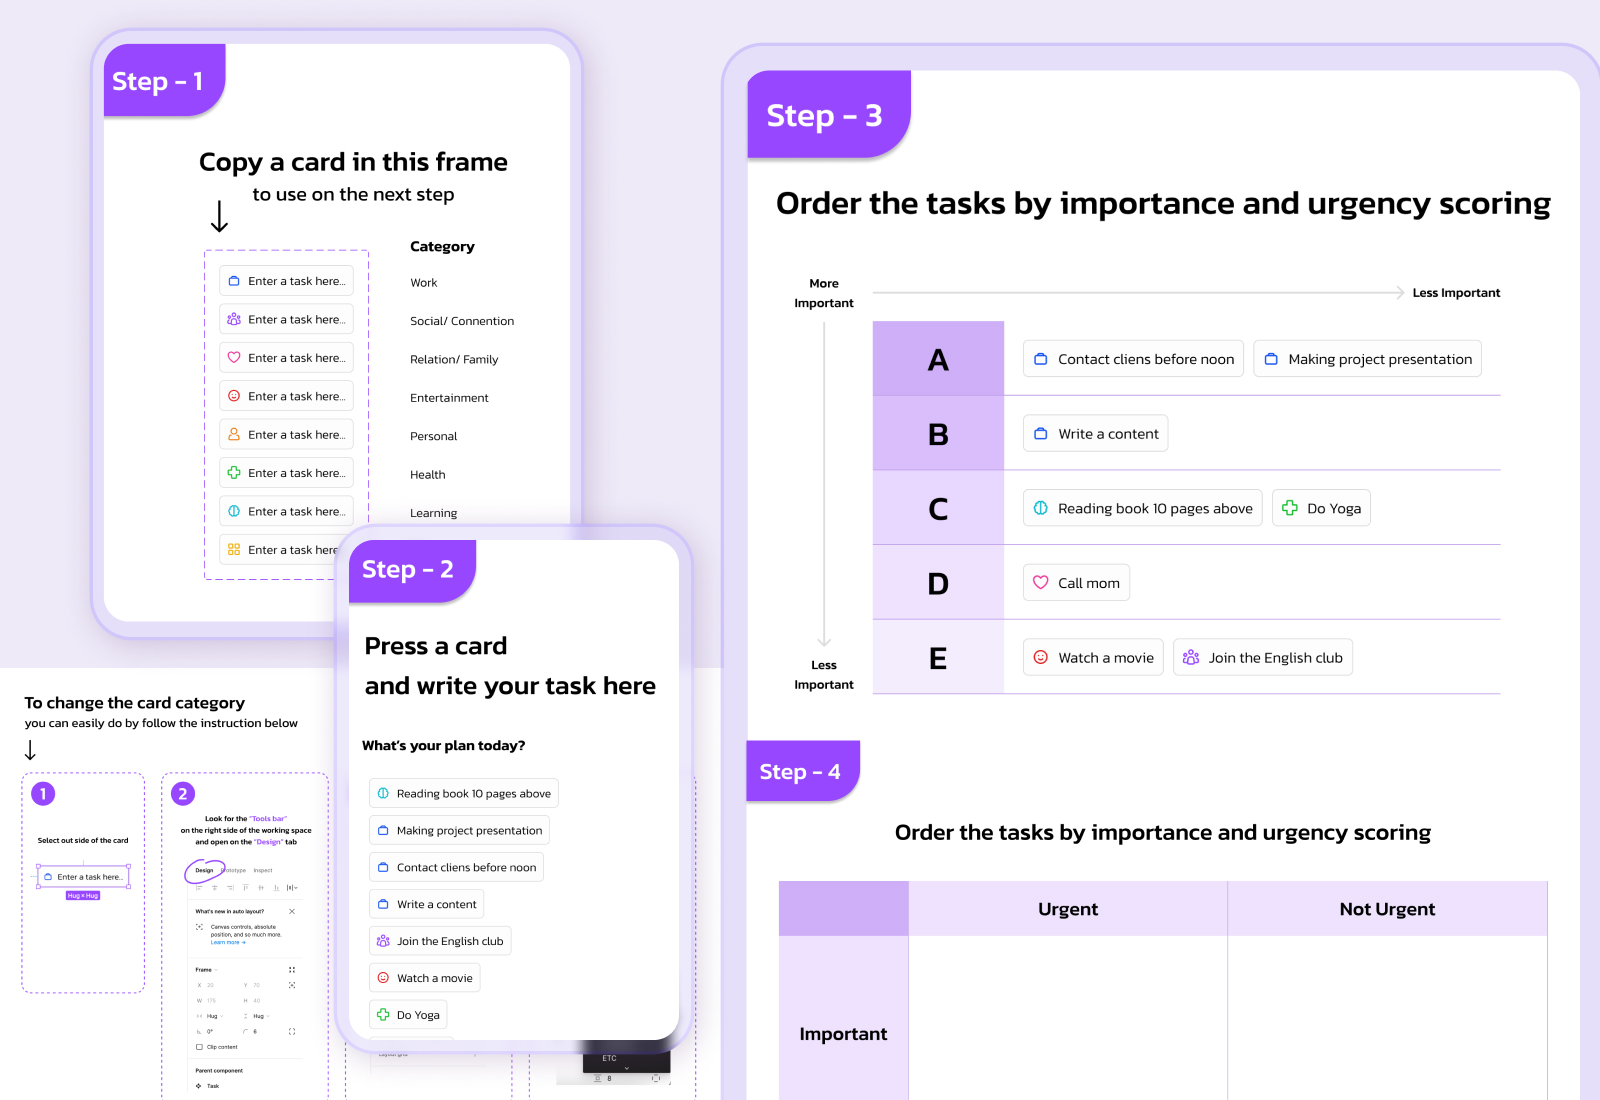 Step - 1
Copy a card in this frame
to use on the next step
Category
Enter a task here...
Work
Enter a task here...
Social/ Connention
Enter a task here...
Relation/ Family
Enter a task here...
Entertainment
Enter a task here...
Personal
Enter a task here...
Health
Enter a task here...
Learning
Enter a task here
Step - 2
Press a card
and write your task here
What's your plan today?
Reading book 10 pages above
Making project presentation
Contact cliens before noon
Write a content
Join the English club
Watch a movie
Do Yoga
To change the card category
you can easily do by follow the instruction below
1
Select out side of the card
Enter a task here...
Hug × Hug
2
Look for the "Tools bar"
on the right side of the working space
and open on the "Design" tab
Design Prototype Inspect
What's new in auto layout?
Canvas controls, absolute
position, and so much more.
Learn more →
Frame
X 20 Y 70
W 175 H 40
Hug Hug
0° 8
Clip content
Parent component
Task
Layout grid
ETC
8
Step - 3
Order the tasks by importance and urgency scoring
More
Important
Less Important
A
Contact cliens before noon
Making project presentation
B
Write a content
C
Reading book 10 pages above
Do Yoga
D
Call mom
E
Watch a movie
Join the English club
Less
Important
Step - 4
Order the tasks by importance and urgency scoring
Urgent
Not Urgent
Important